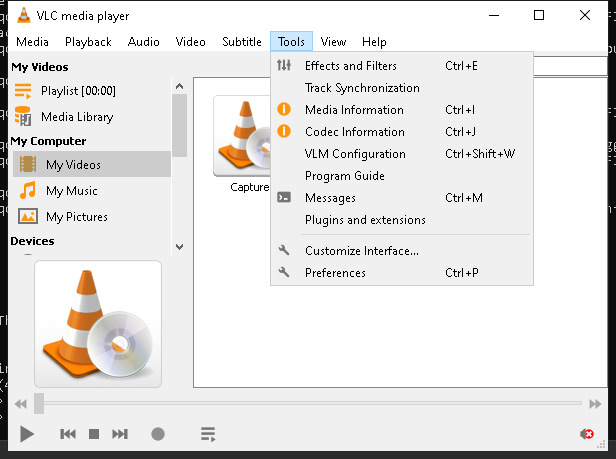 VLC media player
Media Playback Audio Video Subtitle Tools View Help
My Videos
Playlist [00:00]
Media Library
My Computer
My Videos
My Music
My Pictures
Devices
Capture
Effects and Filters Ctrl+E
Track Synchronization
Media Information Ctrl+I
Codec Information Ctrl+J
VLM Configuration Ctrl+Shift+W
Program Guide
Messages Ctrl+M
Plugins and extensions
Customize Interface...
Preferences Ctrl+P